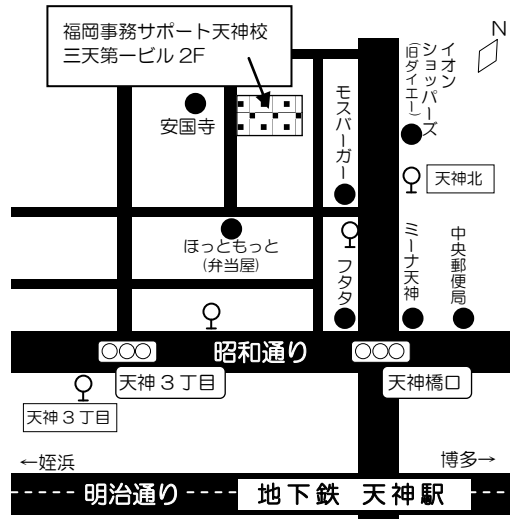 福岡事務サポート天神校
三天第一ビル 2F
N
イオン
ショッパーズ
(旧ダイエー)
モスバーガー
安国寺
天神北
ほっともっと
(弁当屋)
フタタ
ミーナ天神
中央郵便局
昭和通り
天神3丁目
天神橋口
天神3丁目
←姪浜
博多→
明治通り
地下鉄 天神駅